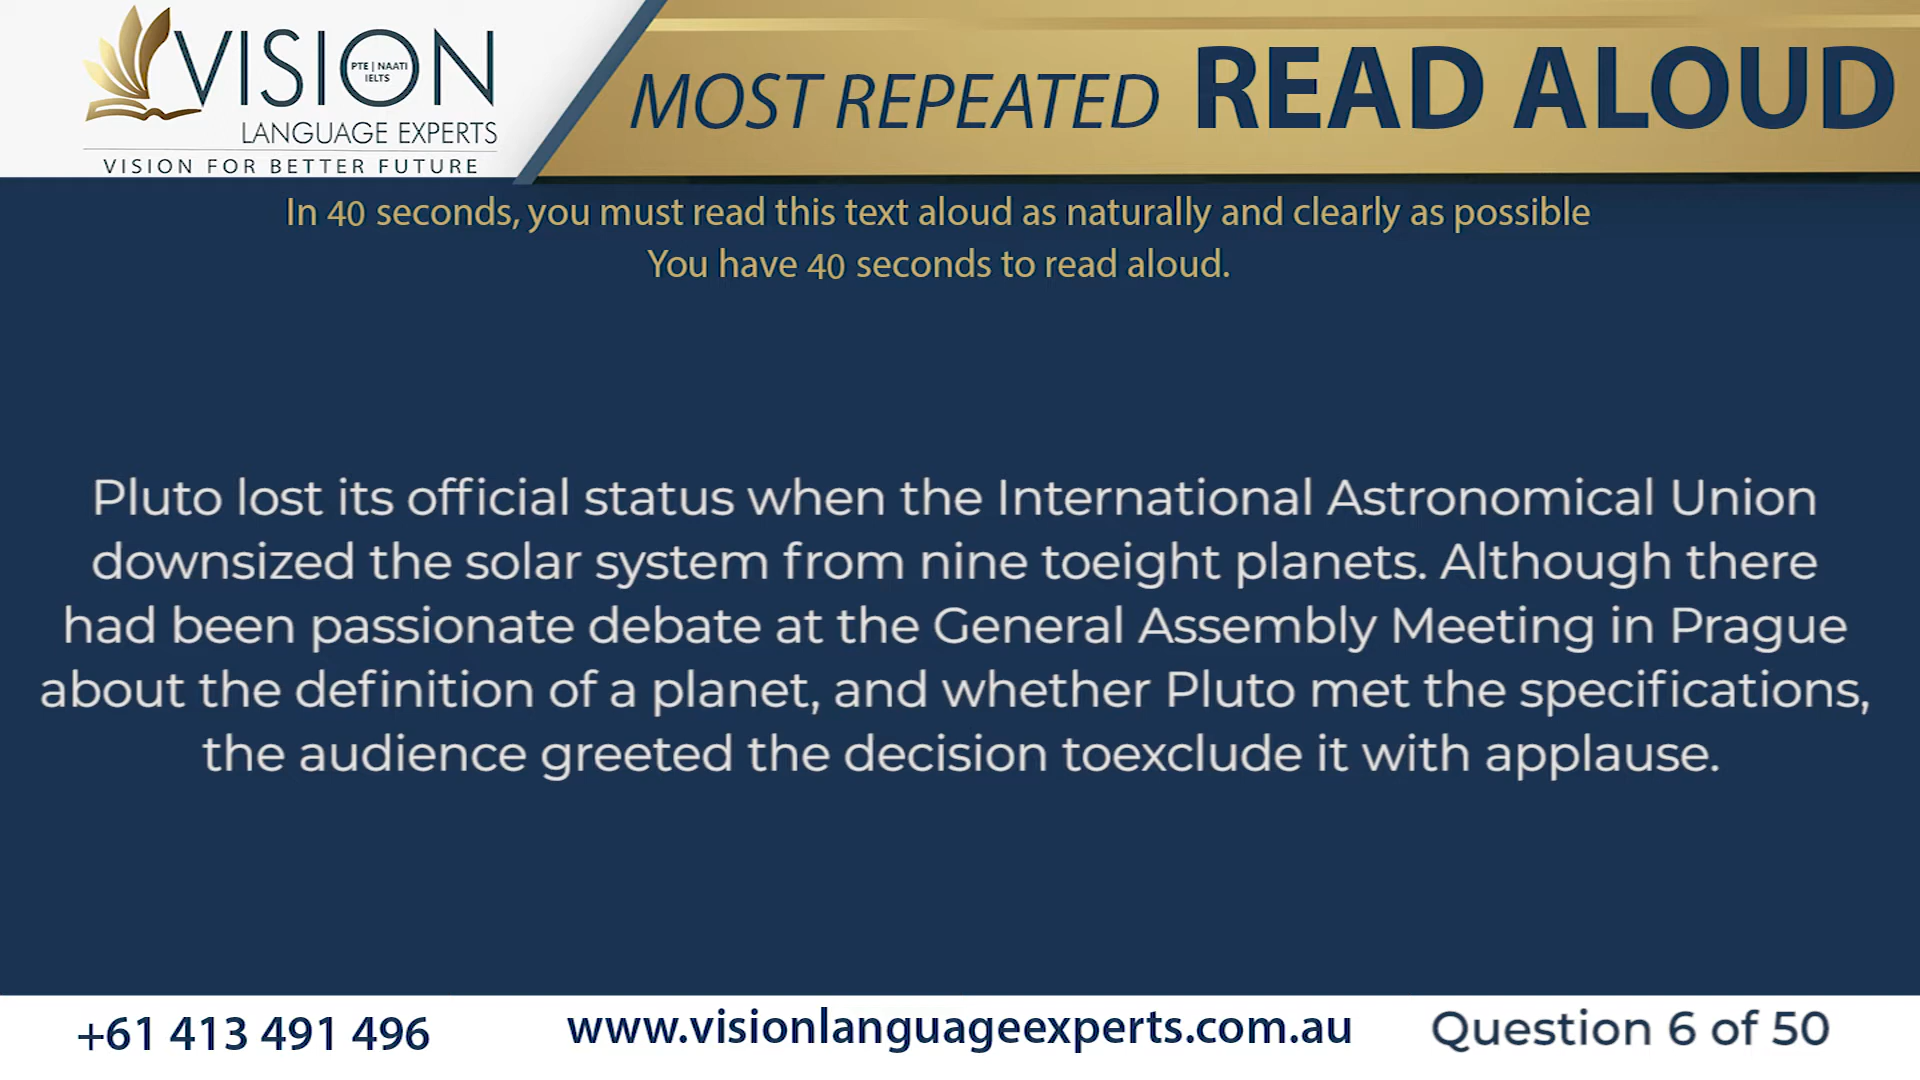 VISION
PTE | NAATI
IELTS
LANGUAGE EXPERTS
VISION FOR BETTER FUTURE
MOST REPEATED READ ALOUD
In 40 seconds, you must read this text aloud as naturally and clearly as possible
You have 40 seconds to read aloud.
Pluto lost its official status when the International Astronomical Union
downsized the solar system from nine toeight planets. Although there
had been passionate debate at the General Assembly Meeting in Prague
about the definition of a planet, and whether Pluto met the specifications,
the audience greeted the decision toexclude it with applause.
+61 413 491 496
www.visionlanguageexperts.com.au
Question 6 of 50